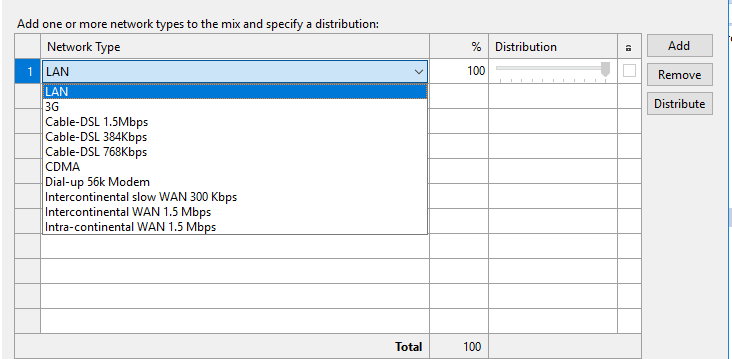 Add one or more network types to the mix and specify a distribution:
Network Type % Distribution Add
1 LAN 100 Remove
LAN
3G Distribute
Cable-DSL 1.5Mbps
Cable-DSL 384Kbps
Cable-DSL 768Kbps
CDMA
Dial-up 56k Modem
Intercontinental slow WAN 300 Kbps
Intercontinental WAN 1.5 Mbps
Intra-continental WAN 1.5 Mbps
Total 100